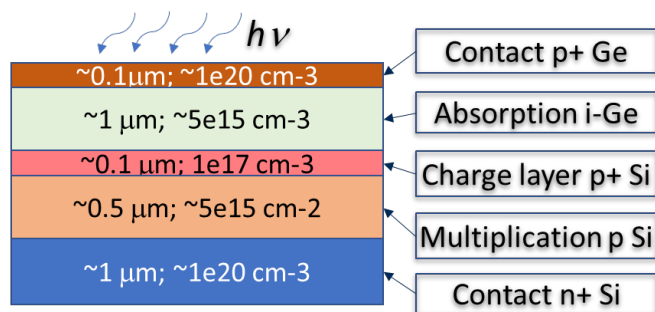 hν
~0.1μm; ~1e20 cm-3
Contact p+ Ge
~1 μm; ~5e15 cm-3
Absorption i-Ge
~0.1 μm; 1e17 cm-3
Charge layer p+ Si
~0.5 μm; ~5e15 cm-2
Multiplication p Si
~1 μm; ~1e20 cm-3
Contact n+ Si